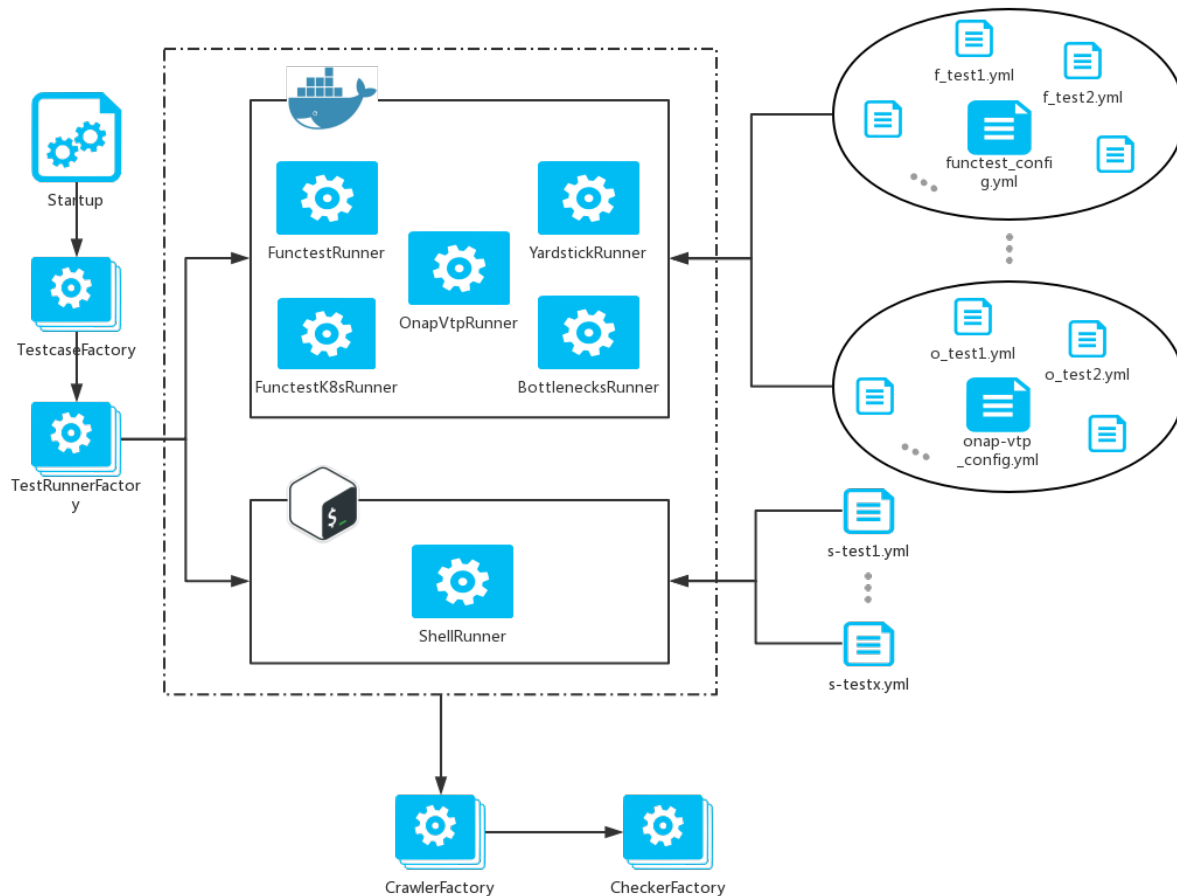 Startup
TestcaseFactory
TestRunnerFactor
y
FunctestRunner
YardstickRunner
OnapVtpRunner
FunctestK8sRunner
BottlenecksRunner
$_
ShellRunner
f_test1.yml
f_test2.yml
functest_confi
g.yml
o_test1.yml
o_test2.yml
onap-vtp
_config.yml
s-test1.yml
s-testx.yml
CrawlerFactory
CheckerFactory